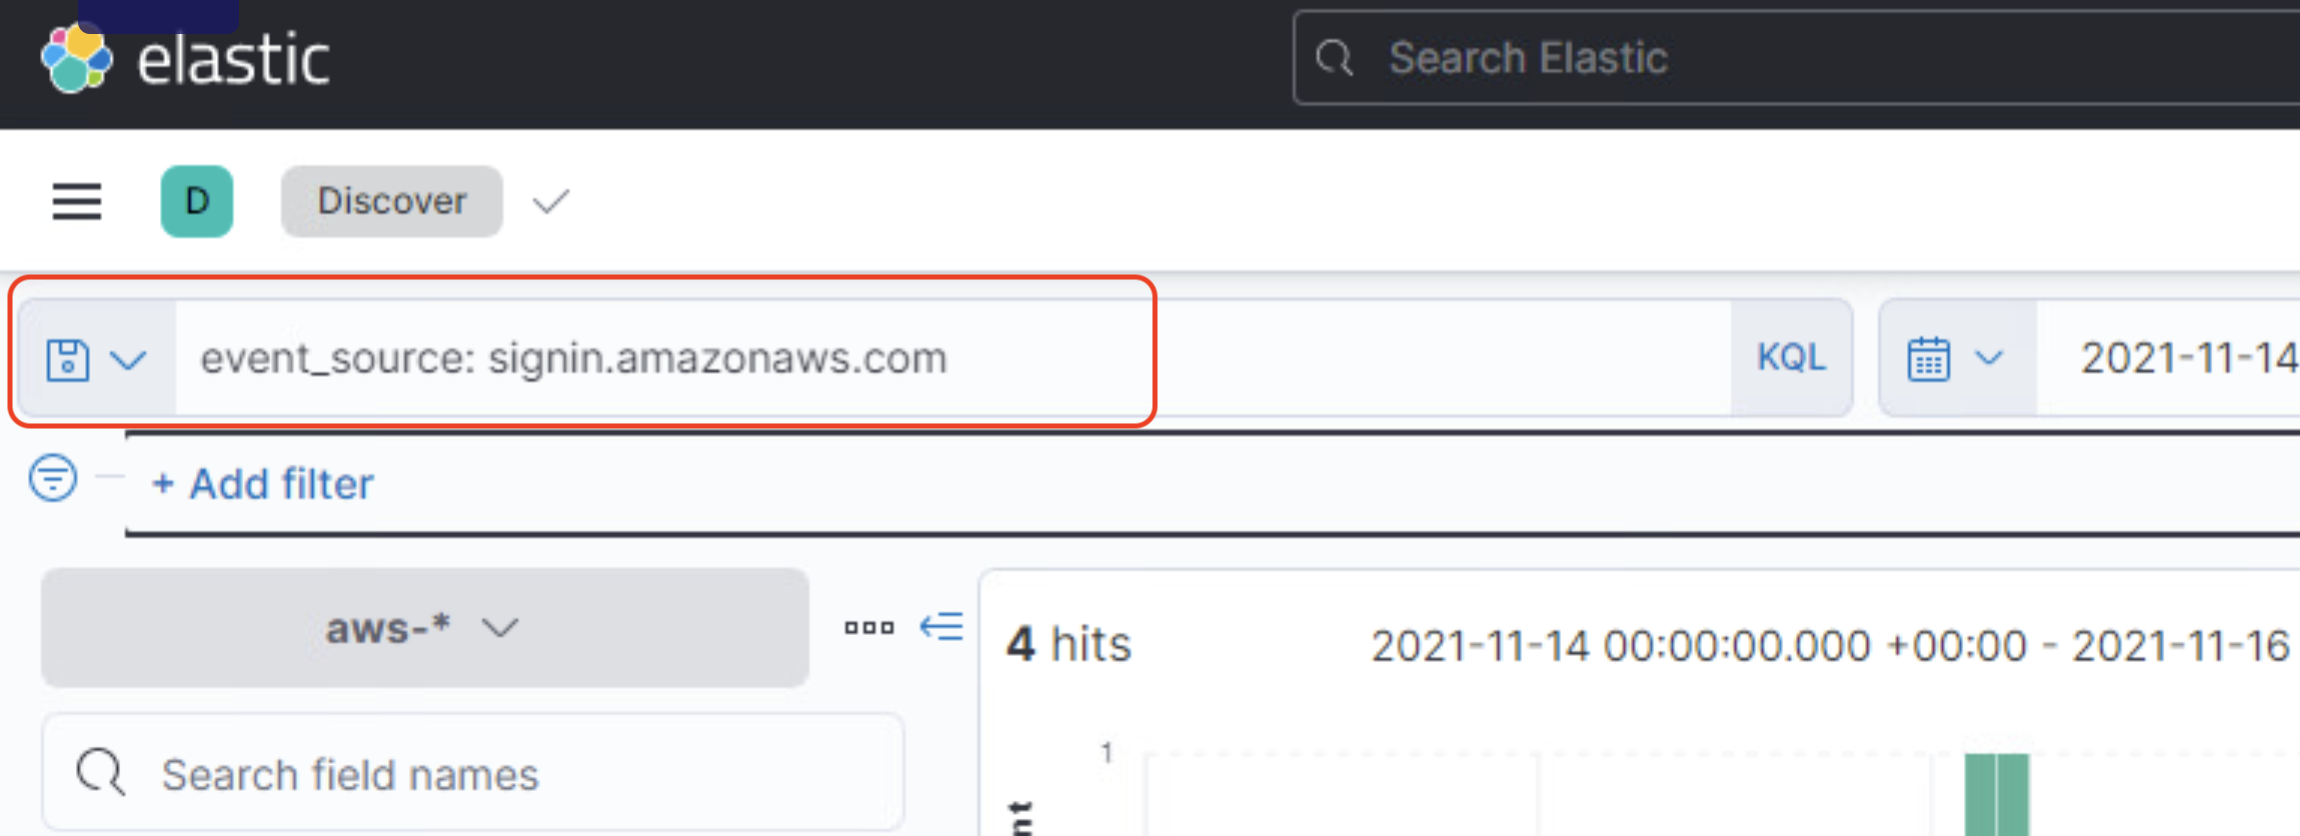 elastic
Search Elastic
D
Discover
event_source: signin.amazonaws.com
KQL
2021-11-14
+ Add filter
aws-*
4 hits
2021-11-14 00:00:00.000 +00:00 - 2021-11-16
Search field names
1